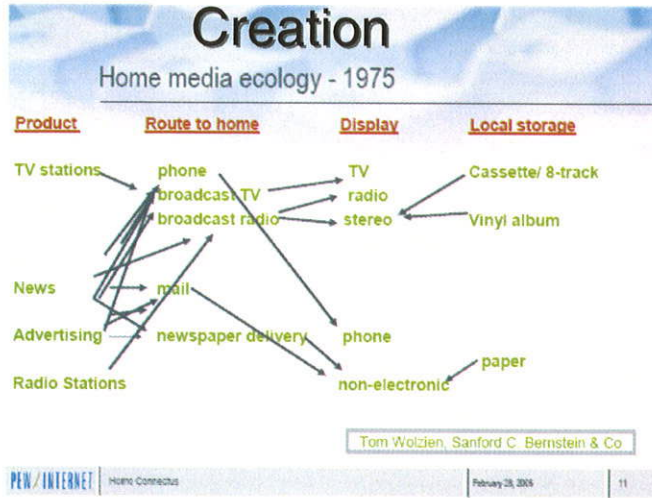 Creation
Home media ecology - 1975
Product Route to home Display Local storage
TV stations phone TV Cassette/ 8-track
broadcast TV radio
broadcast radio stereo Vinyl album
News mail
Advertising newspaper delivery phone
paper
Radio Stations non-electronic
Tom Wolzien, Sanford C. Bernstein & Co
PEW/INTERNET Homo Connectus February 28, 2006 11